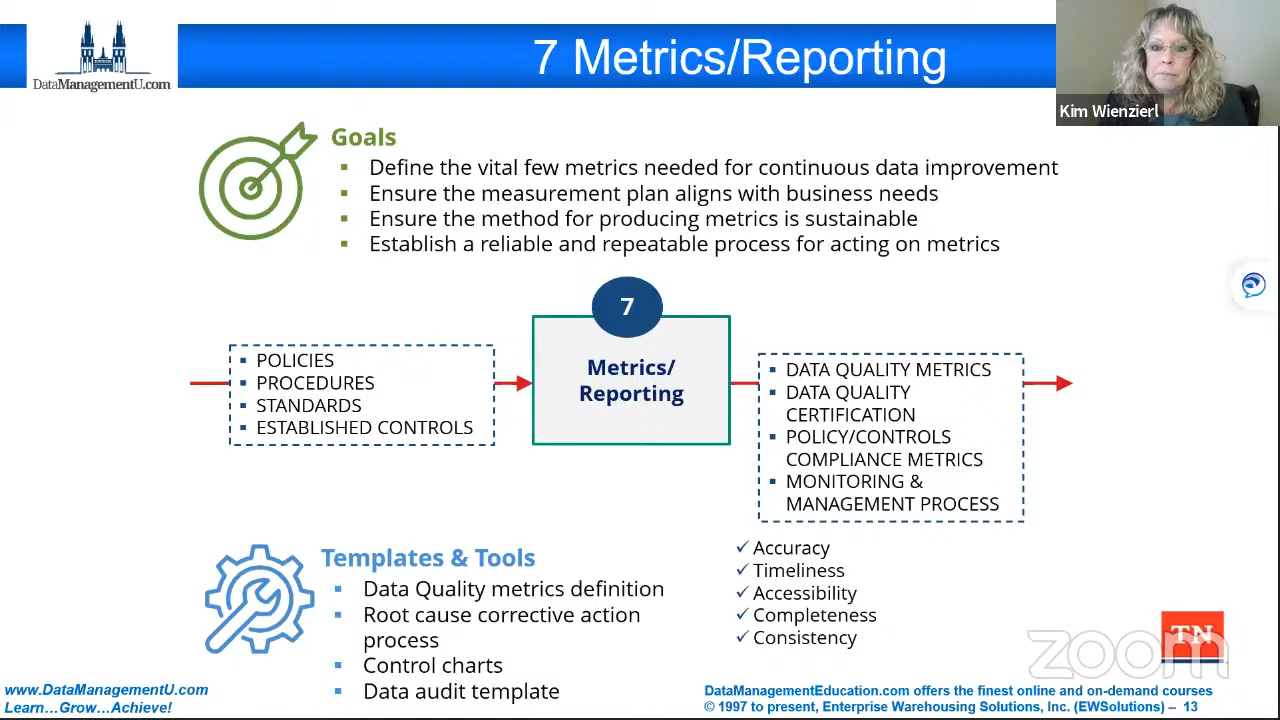 7 Metrics/Reporting
DataManagementU.com
Kim Wienzierl
Goals
▪ Define the vital few metrics needed for continuous data improvement
▪ Ensure the measurement plan aligns with business needs
▪ Ensure the method for producing metrics is sustainable
▪ Establish a reliable and repeatable process for acting on metrics
7
Metrics/
Reporting
▪ POLICIES
▪ PROCEDURES
▪ STANDARDS
▪ ESTABLISHED CONTROLS
▪ DATA QUALITY METRICS
▪ DATA QUALITY
CERTIFICATION
▪ POLICY/CONTROLS
COMPLIANCE METRICS
▪ MONITORING &
MANAGEMENT PROCESS
Templates & Tools
▪ Data Quality metrics definition
▪ Root cause corrective action
process
▪ Control charts
▪ Data audit template
✓ Accuracy
✓ Timeliness
✓ Accessibility
✓ Completeness
✓ Consistency
TN
zoom
www.DataManagementU.com
Learn…Grow…Achieve!
DataManagementEducation.com offers the finest online and on-demand courses
© 1997 to present, Enterprise Warehousing Solutions, Inc. (EWSolutions) – 13